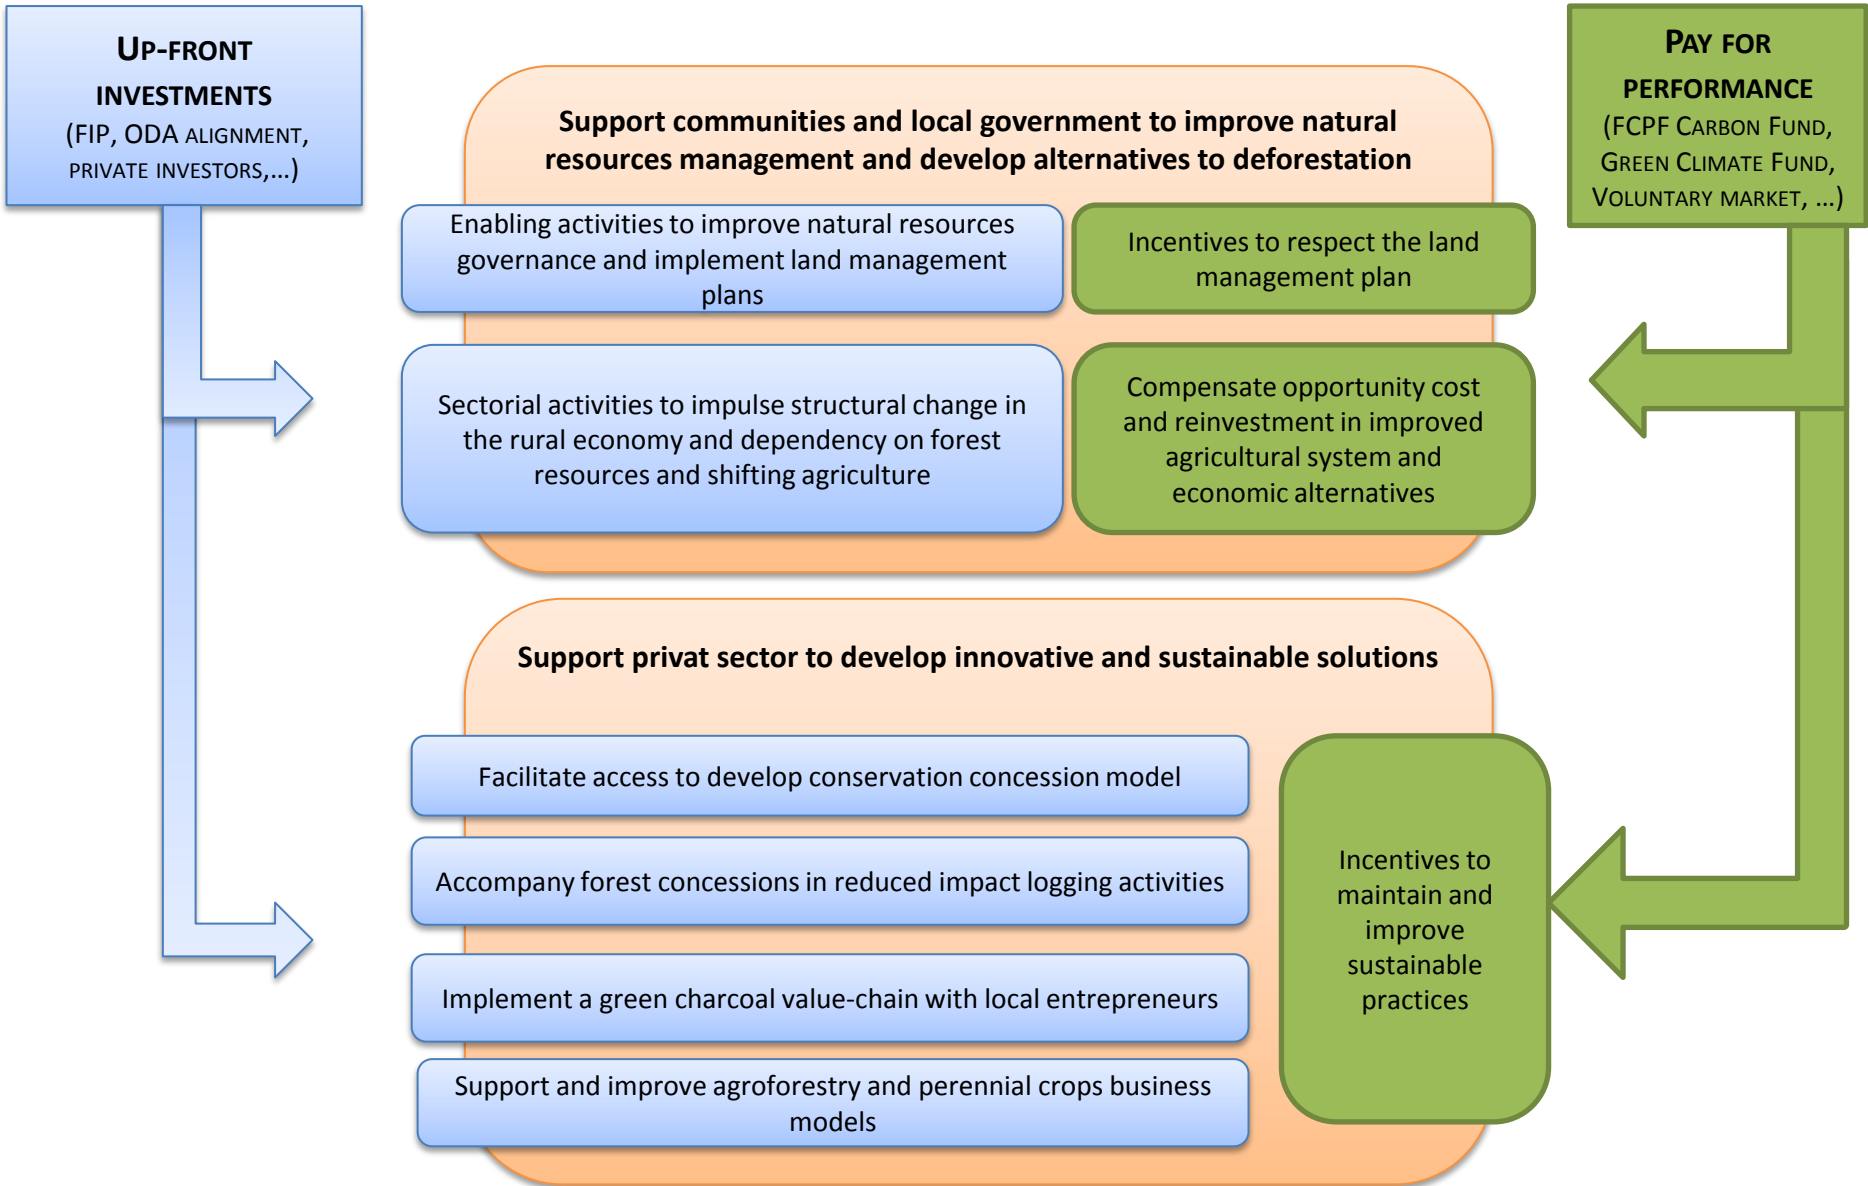 UP-FRONT
INVESTMENTS
(FIP, ODA ALIGNMENT,
PRIVATE INVESTORS,...)
PAY FOR
PERFORMANCE
(FCPF CARBON FUND,
GREEN CLIMATE FUND,
VOLUNTARY MARKET, ...)
Support communities and local government to improve natural
resources management and develop alternatives to deforestation
Enabling activities to improve natural resources
governance and implement land management
plans
Incentives to respect the land
management plan
Sectorial activities to impulse structural change in
the rural economy and dependency on forest
resources and shifting agriculture
Compensate opportunity cost
and reinvestment in improved
agricultural system and
economic alternatives
Support privat sector to develop innovative and sustainable solutions
Facilitate access to develop conservation concession model
Accompany forest concessions in reduced impact logging activities
Implement a green charcoal value-chain with local entrepreneurs
Support and improve agroforestry and perennial crops business
models
Incentives to
maintain and
improve
sustainable
practices